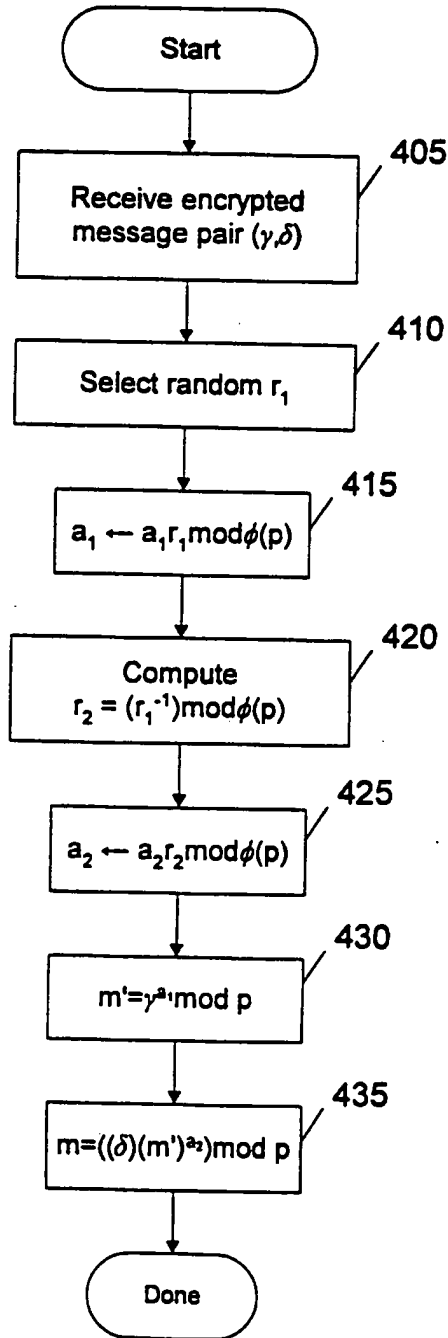 Start
405
Receive encrypted
message pair (γ,δ)
410
Select random r₁
415
a₁ ← a₁r₁modϕ(p)
420
Compute
r₂ = (r₁⁻¹)modϕ(p)
425
a₂ ← a₂r₂modϕ(p)
430
m'=γᵃ¹mod p
435
m=((δ)(m')ᵃ²)mod p
Done